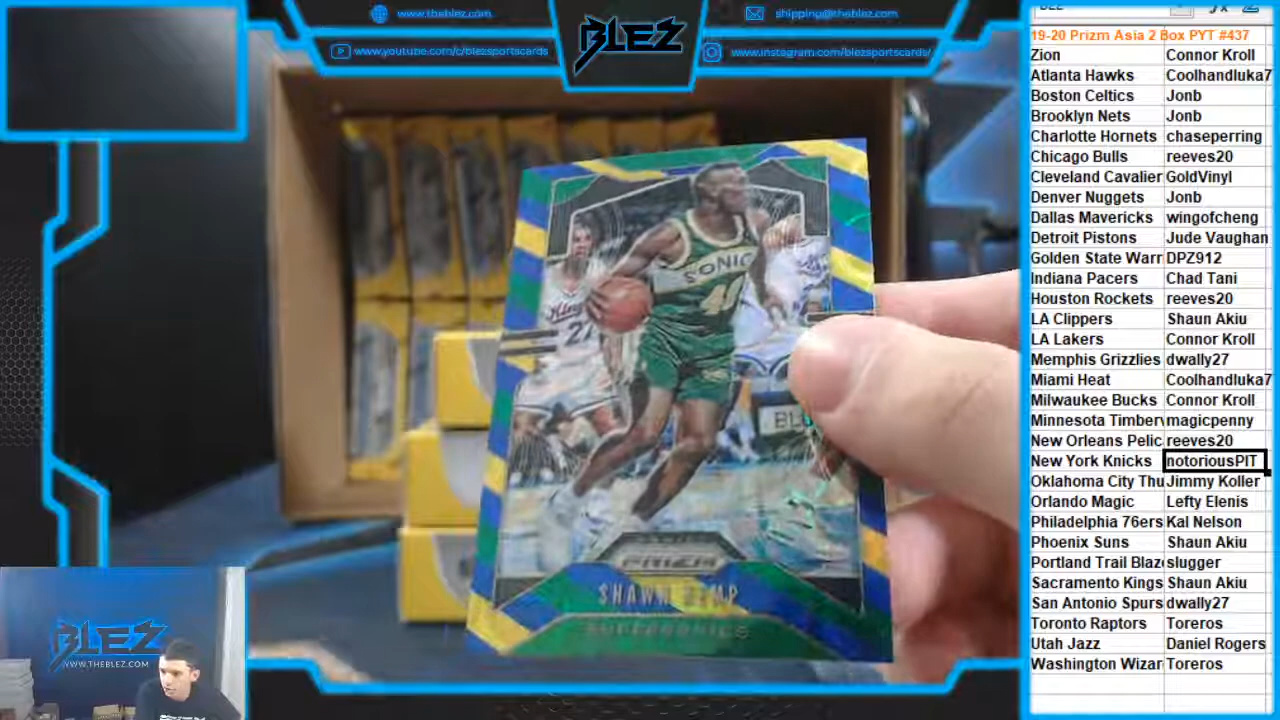 www.theblez.com
shipping@theblez.com
BLEZ
www.youtube.com/c/blezsportscards
www.instagram.com/blezsportscards/
19-20 Prizm Asia 2 Box PYT #437
Zion Connor Kroll
Atlanta Hawks Coolhandluka7
Boston Celtics Jonb
Brooklyn Nets Jonb
Charlotte Hornets chaseperring
Chicago Bulls reeves20
Cleveland Cavalier GoldVinyl
Denver Nuggets Jonb
Dallas Mavericks wingofcheng
Detroit Pistons Jude Vaughan
Golden State Warr DPZ912
Indiana Pacers Chad Tani
Houston Rockets reeves20
LA Clippers Shaun Akiu
LA Lakers Connor Kroll
Memphis Grizzlies dwally27
Miami Heat Coolhandluka7
Milwaukee Bucks Connor Kroll
Minnesota Timberv magicpenny
New Orleans Pelic reeves20
New York Knicks notoriousPIT
Oklahoma City Thu Jimmy Koller
Orlando Magic Lefty Elenis
Philadelphia 76ers Kal Nelson
Phoenix Suns Shaun Akiu
Portland Trail Blaz slugger
Sacramento Kings Shaun Akiu
San Antonio Spurs dwally27
Toronto Raptors Toreros
Utah Jazz Daniel Rogers
Washington Wizar Toreros
SONIC
40
Kings
PRIZM
SHAWN KEMP
SUPERSONICS
BLEZ
WWW.THEBLEZ.COM